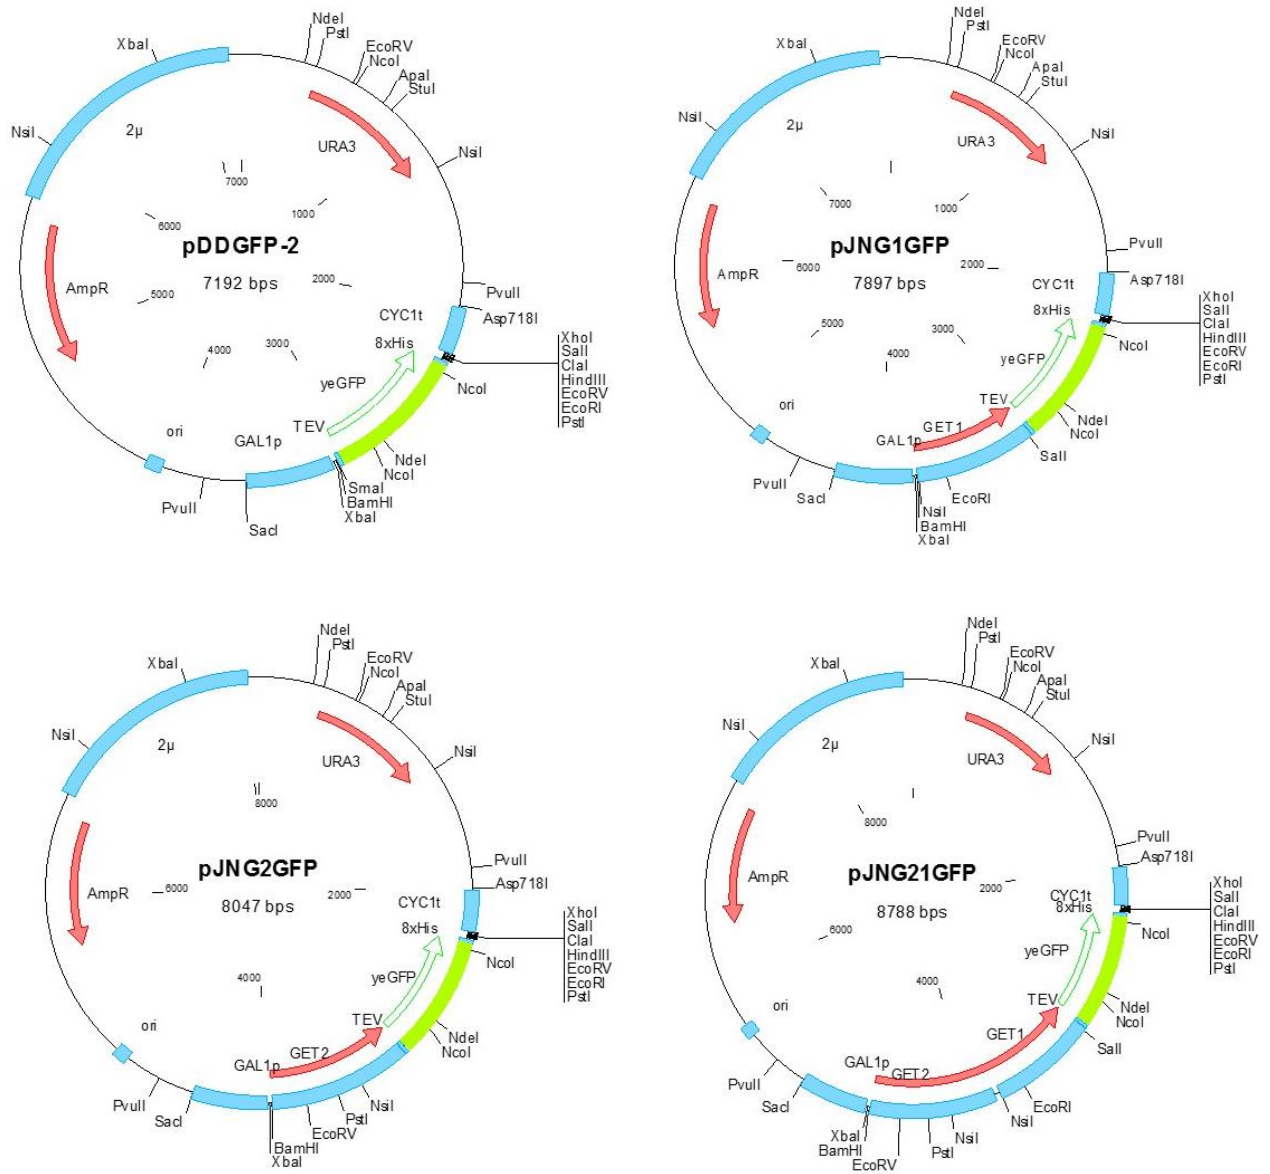 NdeI
PstI
XbaI
EcoRV
NcoI
ApaI
StuI
NsiI
2µ
URA3
NsiI
7000
1000
6000
pDDGFP-2
7192 bps
2000
AmpR
5000
PvuII
CYC1t
Asp718I
8xHis
XhoI
SalI
ClaI
HindIII
EcoRV
EcoRI
PstI
4000
3000
yeGFP
NcoI
TEV
ori
GAL1p
NdeI
NcoI
SmaI
BamHI
XbaI
PvuII
SacI
NdeI
PstI
XbaI
EcoRV
NcoI
ApaI
StuI
NsiI
2µ
URA3
NsiI
7000
1000
pJNG1GFP
PvuII
6000
2000
AmpR
7897 bps
CYC1t
Asp718I
8xHis
XhoI
SalI
ClaI
HindIII
EcoRV
EcoRI
PstI
5000
3000
4000
yeGFP
NcoI
TEV
ori
GET1
GAL1p
NdeI
NcoI
SalI
PvuII
SacI
EcoRI
NsiI
BamHI
XbaI
NdeI
PstI
XbaI
EcoRV
NcoI
ApaI
StuI
NsiI
2µ
URA3
NsiI
8000
pJNG2GFP
PvuII
AmpR
6000
2000
Asp718I
8047 bps
CYC1t
8xHis
XhoI
SalI
ClaI
HindIII
EcoRV
EcoRI
PstI
NcoI
4000
yeGFP
TEV
ori
GET2
GAL1p
NdeI
NcoI
PvuII
SacI
NsiI
PstI
EcoRV
BamHI
XbaI
NdeI
PstI
XbaI
EcoRV
NcoI
ApaI
StuI
NsiI
2µ
URA3
NsiI
8000
pJNG21GFP
PvuII
Asp718I
AmpR
2000
8788 bps
CYC1t
8xHis
XhoI
SalI
ClaI
HindIII
EcoRV
EcoRI
PstI
6000
NcoI
yeGFP
4000
TEV
ori
GET1
NdeI
NcoI
SalI
GAL1p
GET2
PvuII
SacI
EcoRI
NsiI
XbaI
BamHI
NsiI
PstI
EcoRV